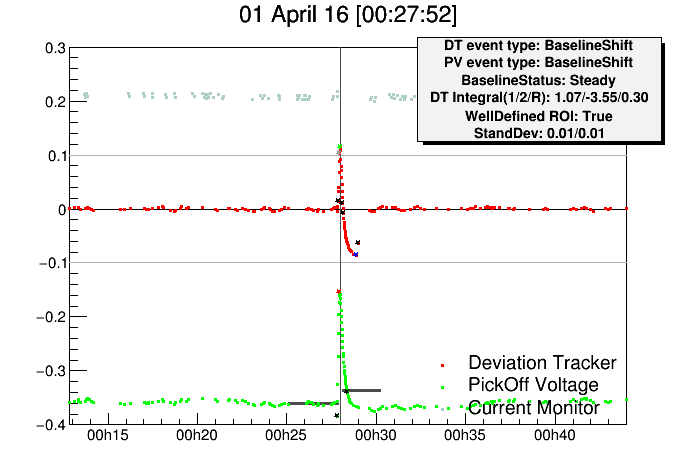 01 April 16 [00:27:52]
DT event type: BaselineShift
PV event type: BaselineShift
BaselineStatus: Steady
DT Integral(1/2/R): 1.07/-3.55/0.30
WellDefined ROI: True
StandDev: 0.01/0.01
0.3
0.2
0.1
0
−0.1
−0.2
−0.3
−0.4
Deviation Tracker
PickOff Voltage
Current Monitor
00h15 00h20 00h25 00h30 00h35 00h40